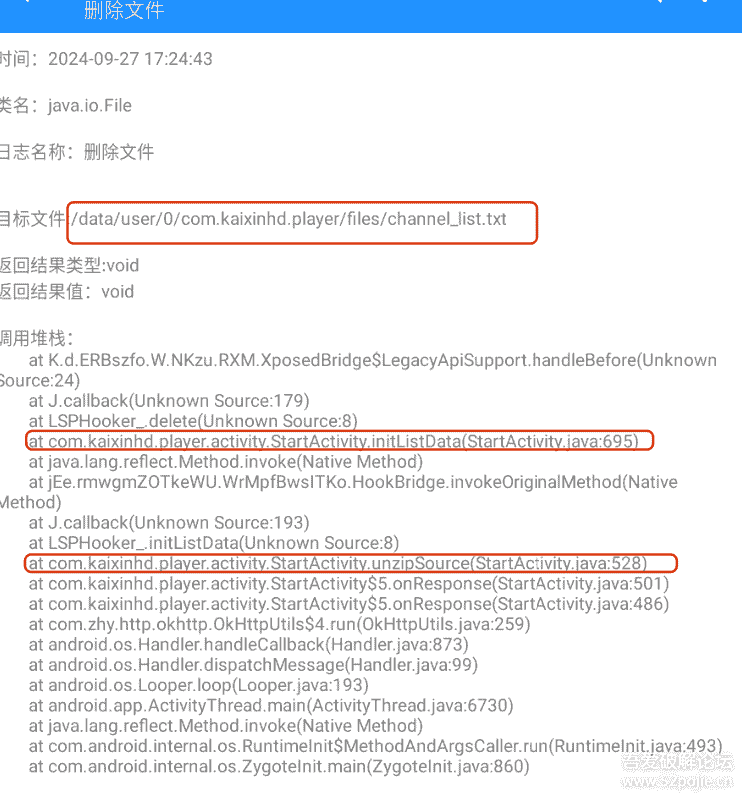 删除文件
时间：2024-09-27 17:24:43
类名：java.io.File
日志名称：删除文件
目标文件:/data/user/0/com.kaixinhd.player/files/channel_list.txt
返回结果类型:void
返回结果值：void
调用堆栈：
at K.d.ERBszfo.W.NKzu.RXM.XposedBridge$LegacyApiSupport.handleBefore(Unknown
Source:24)
at J.callback(Unknown Source:179)
at LSPHooker_.delete(Unknown Source:8)
at com.kaixinhd.player.activity.StartActivity.initListData(StartActivity.java:695)
at java.lang.reflect.Method.invoke(Native Method)
at jEe.rmwgmZOTkeWU.WrMpfBwsITKo.HookBridge.invokeOriginalMethod(Native
Method)
at J.callback(Unknown Source:193)
at LSPHooker_.initListData(Unknown Source:8)
at com.kaixinhd.player.activity.StartActivity.unzipSource(StartActivity.java:528)
at com.kaixinhd.player.activity.StartActivity$5.onResponse(StartActivity.java:501)
at com.kaixinhd.player.activity.StartActivity$5.onResponse(StartActivity.java:486)
at com.zhy.http.okhttp.OkHttpUtils$4.run(OkHttpUtils.java:259)
at android.os.Handler.handleCallback(Handler.java:873)
at android.os.Handler.dispatchMessage(Handler.java:99)
at android.os.Looper.loop(Looper.java:193)
at android.app.ActivityThread.main(ActivityThread.java:6730)
at java.lang.reflect.Method.invoke(Native Method)
at com.android.internal.os.RuntimeInit$MethodAndArgsCaller.run(RuntimeInit.java:493)
at com.android.internal.os.ZygoteInit.main(ZygoteInit.java:860)
吾爱破解论坛
www.52pojie.cn